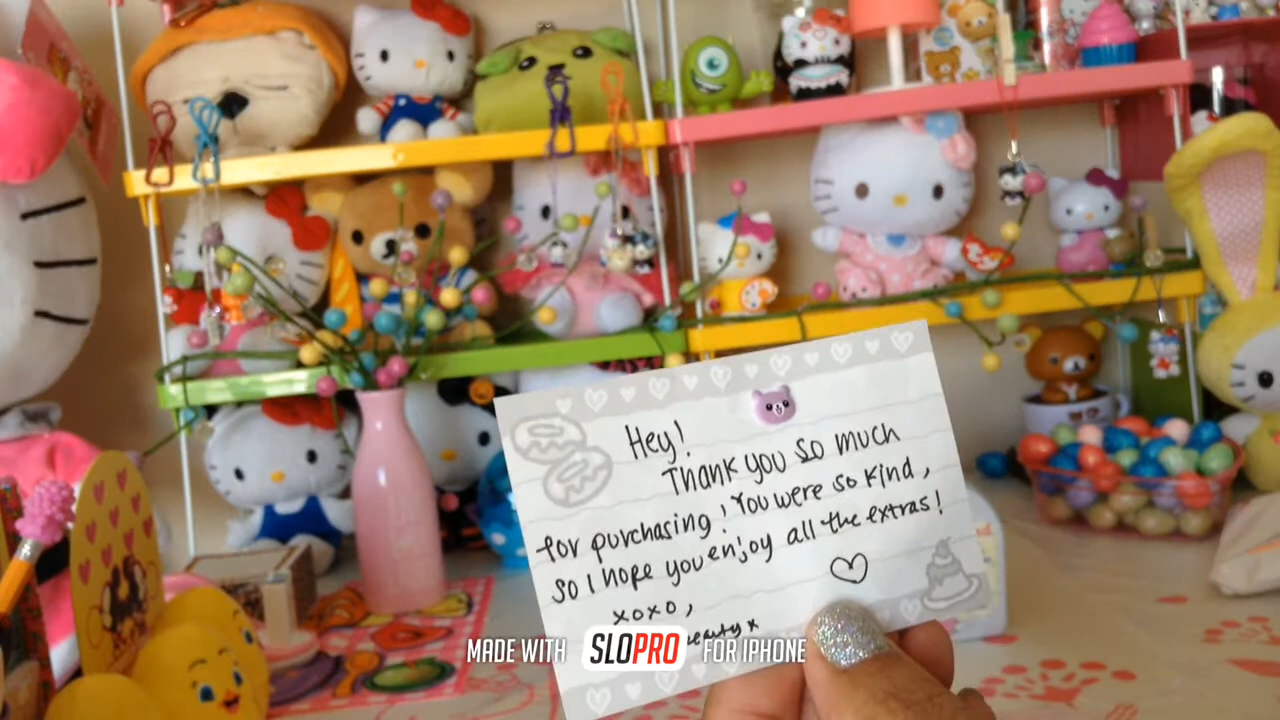 Hey!
Thank you so much
for purchasing! You were so kind,
so I hope you enjoy all the extras!
xoxo,
x
MADE WITH SLOPRO FOR IPHONE